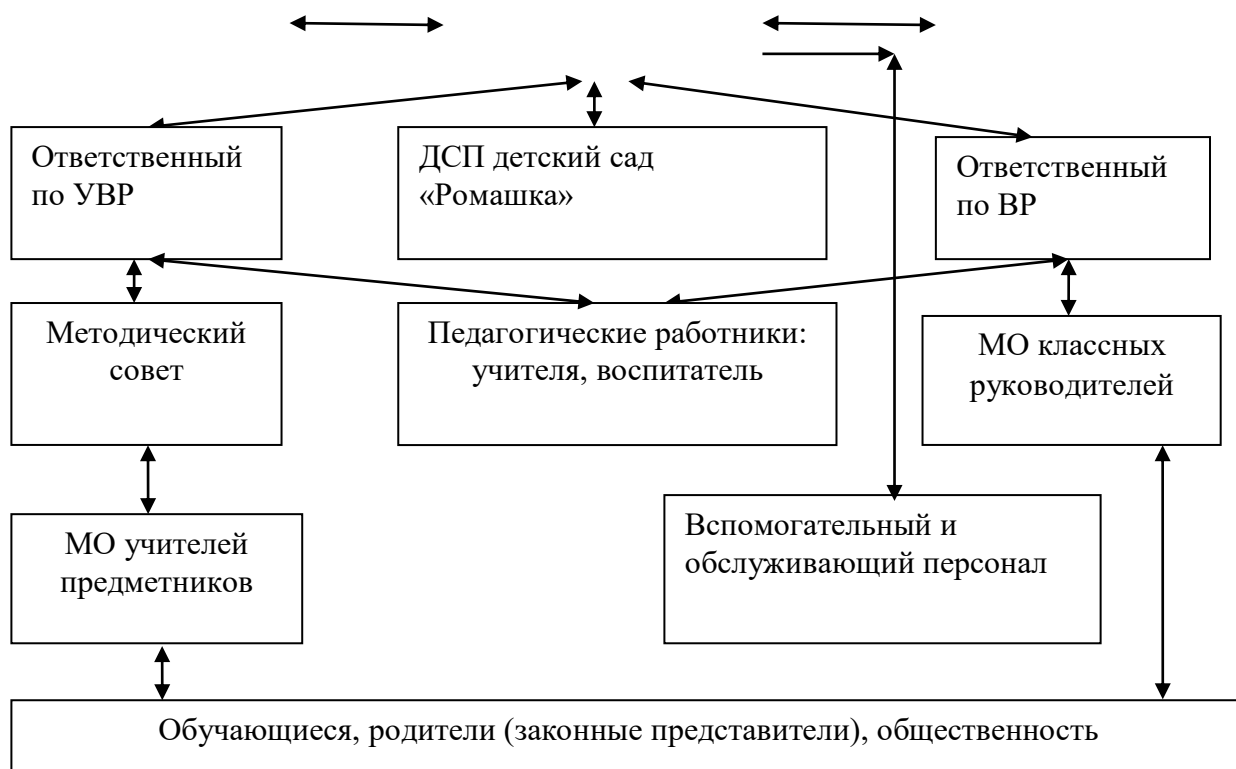 Ответственный
по УВР
ДСП детский сад
«Ромашка»
Ответственный
по ВР
Методический
совет
Педагогические работники:
учителя, воспитатель
МО классных
руководителей
МО учителей
предметников
Вспомогательный и
обслуживающий персонал
Обучающиеся, родители (законные представители), общественность